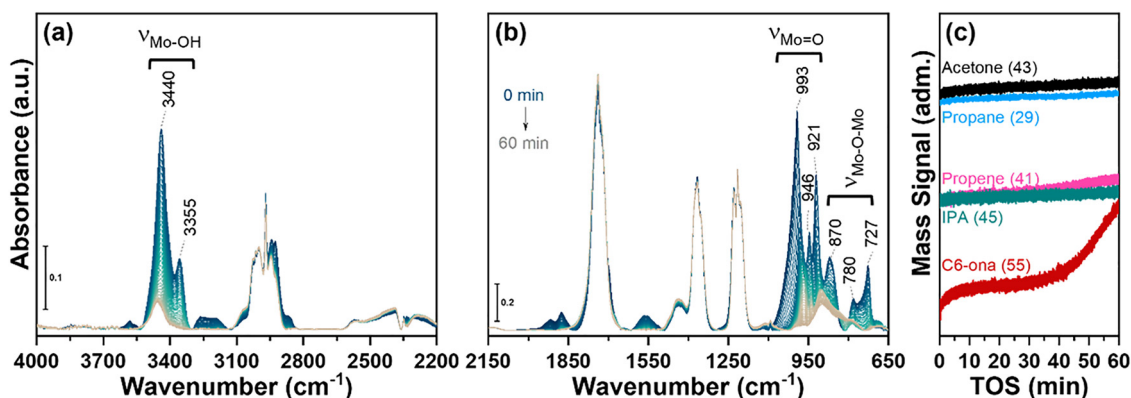 (a)
ν Mo-OH
3440
3355
0.1
Absorbance (a.u.)
4000 3700 3400 3100 2800 2500 2200
Wavenumber (cm-1)
(b)
ν Mo=O
993
946
921
ν Mo-O-Mo
870
780
727
0 min
60 min
0.2
2150 1850 1550 1250 950 650
Wavenumber (cm-1)
(c)
Acetone (43)
Propane (29)
Propene (41)
IPA (45)
C6-ona (55)
Mass Signal (adm.)
0 10 20 30 40 50 60
TOS (min)